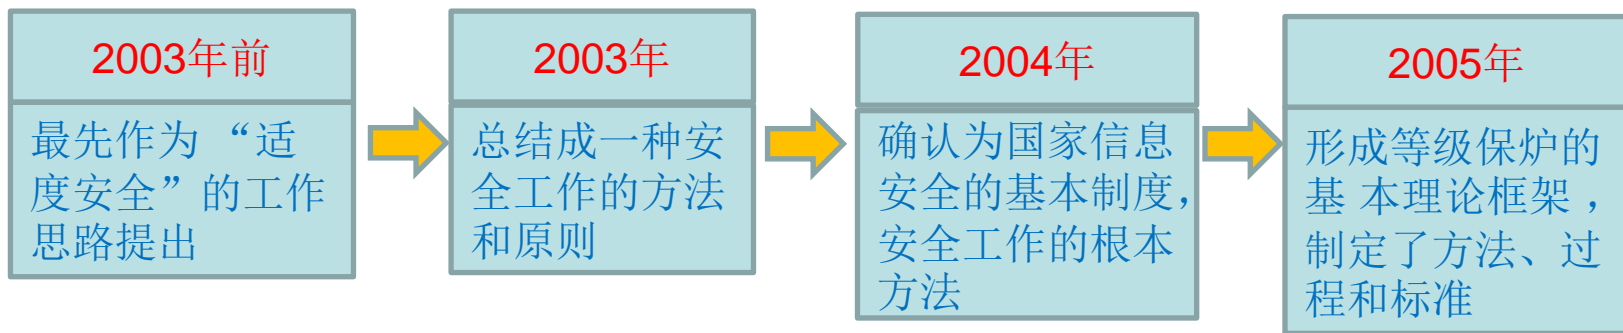 2003年前
最先作为 “适
度安全”的工作
思路提出
2003年
总结成一种安
全工作的方法
和原则
2004年
确认为国家信息
安全的基本制度，
安全工作的根本
方法
2005年
形成等级保炉的
基 本理论框架 ，
制定了方法、过
程和标准